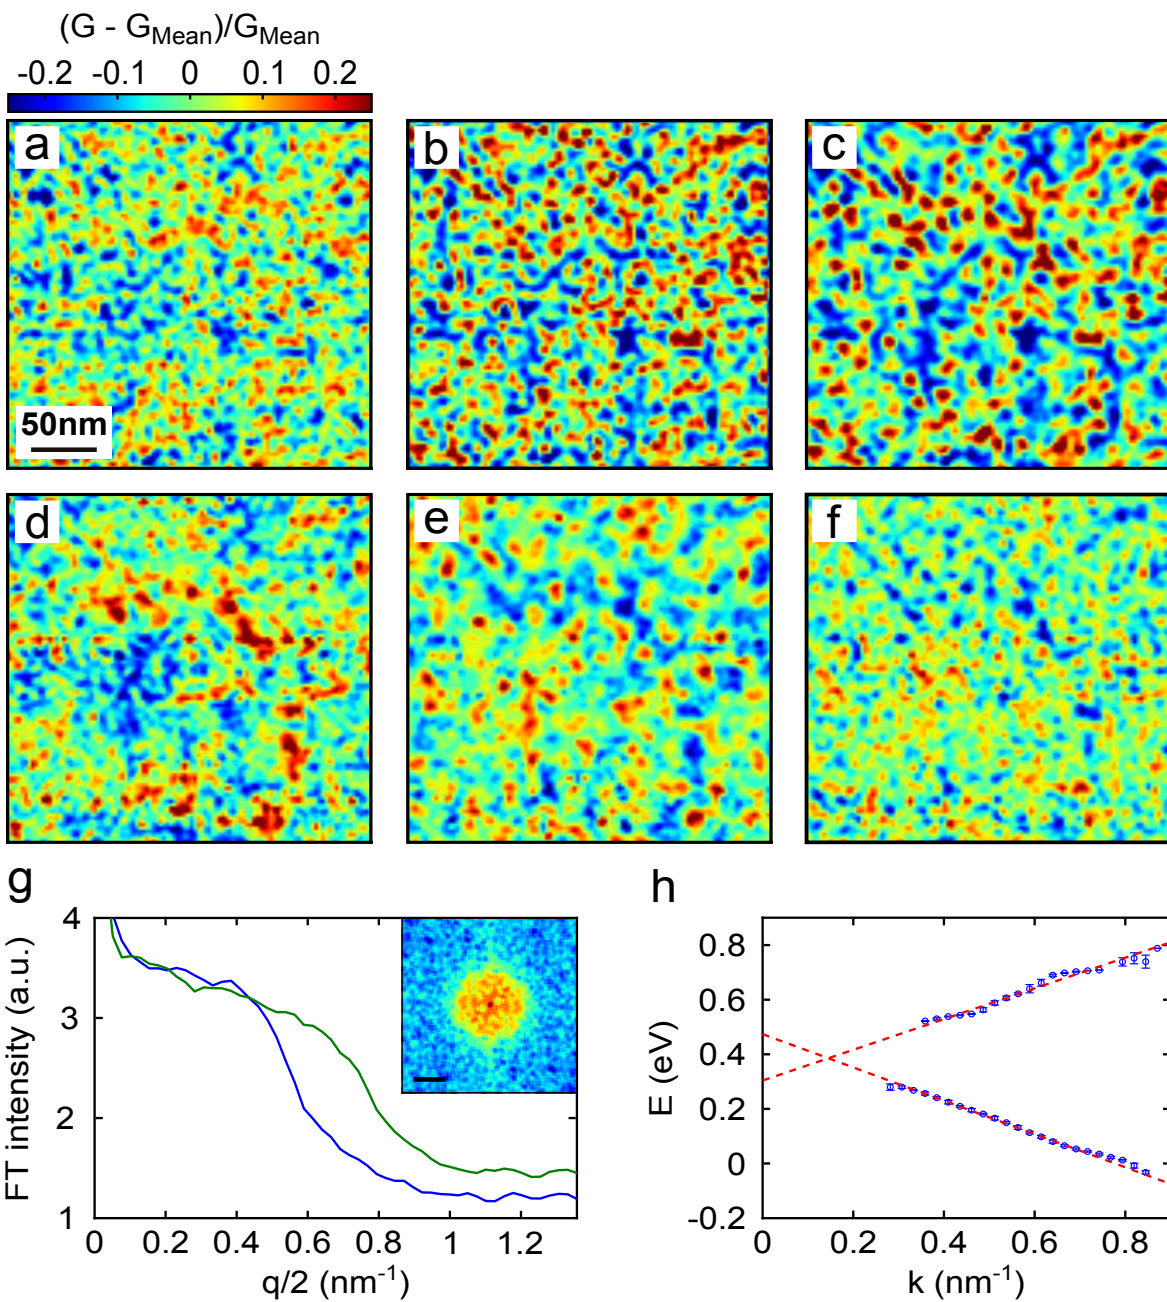 (G - G_Mean)/G_Mean
-0.2 -0.1 0 0.1 0.2
a b c
50nm
d e f
g
FT intensity (a.u.)
4
3
2
1
0 0.2 0.4 0.6 0.8 1 1.2
q/2 (nm⁻¹)
h
E (eV)
0.8
0.6
0.4
0.2
0
-0.2
0 0.2 0.4 0.6 0.8
k (nm⁻¹)